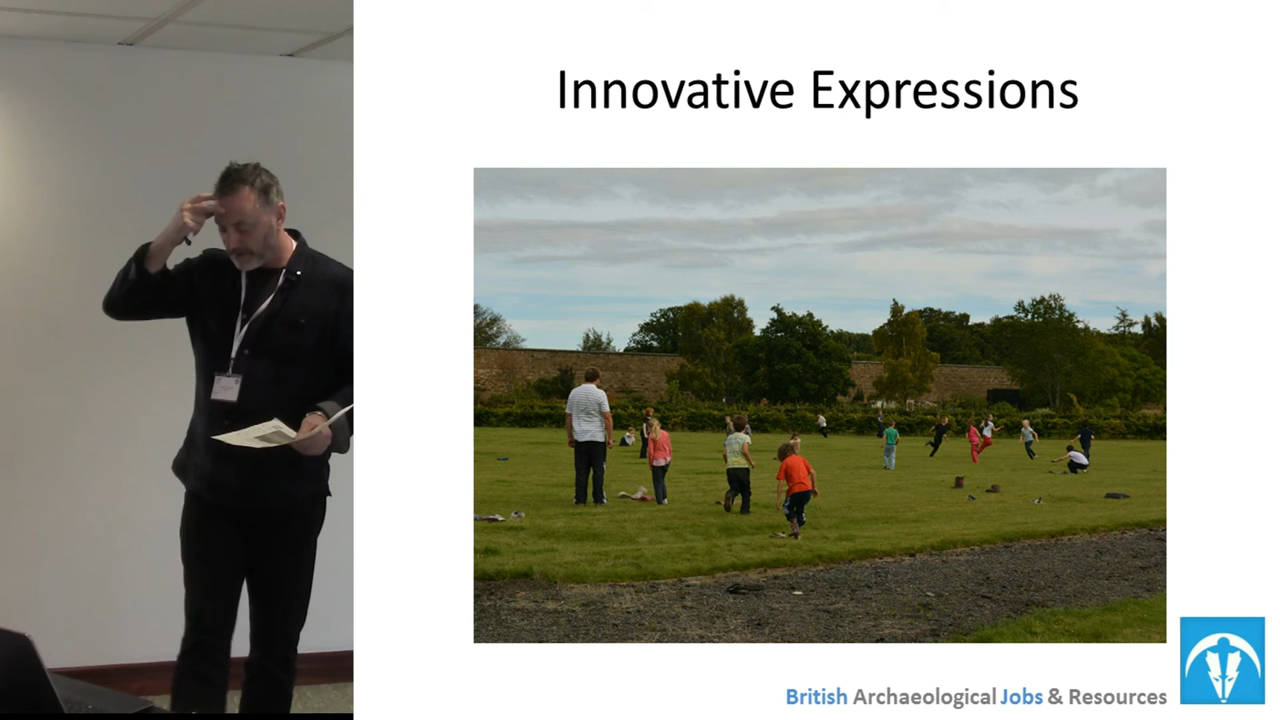 Innovative Expressions
British Archaeological Jobs & Resources